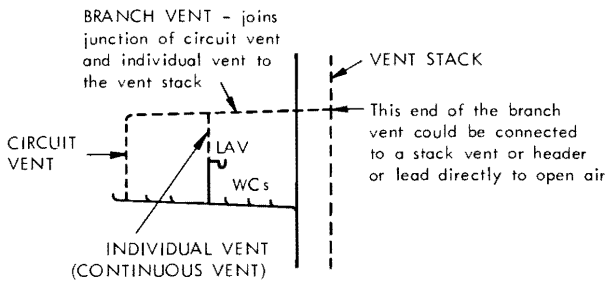 BRANCH VENT - joins
junction of circuit vent
and individual vent to
the vent stack
VENT STACK
This end of the branch
vent could be connected
to a stack vent or header
or lead directly to open air
CIRCUIT
VENT
LAV
WCs
INDIVIDUAL VENT
(CONTINUOUS VENT)